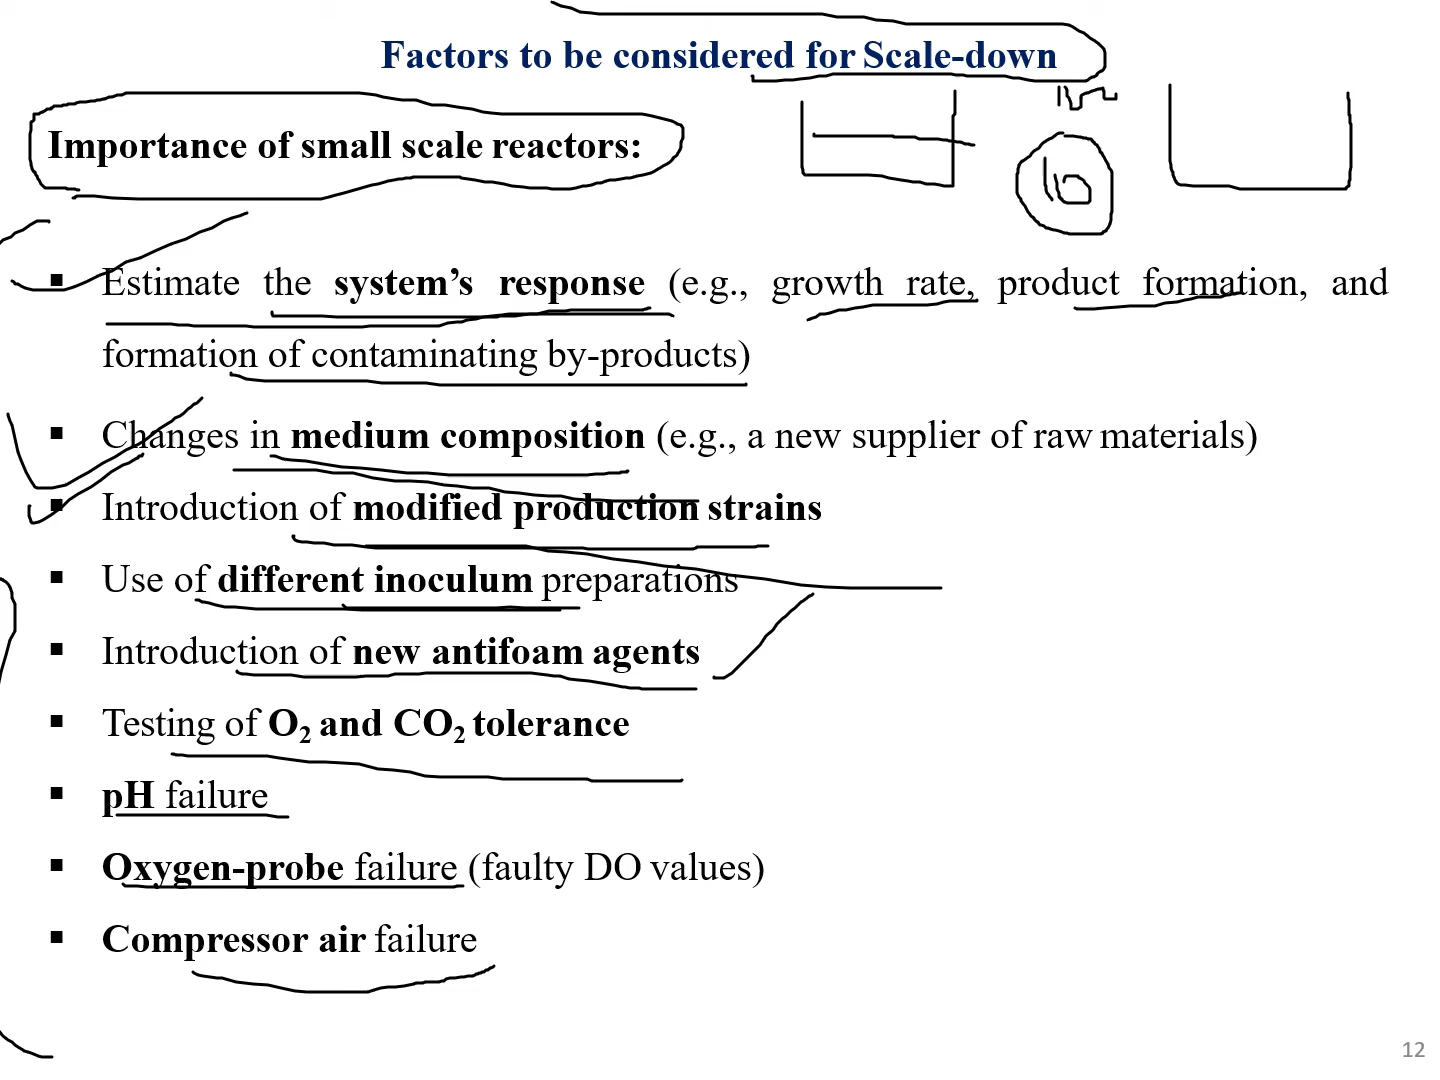 Factors to be considered for Scale-down
Importance of small scale reactors:
▪ Estimate the system’s response (e.g., growth rate, product formation, and
formation of contaminating by-products)
▪ Changes in medium composition (e.g., a new supplier of raw materials)
▪ Introduction of modified production strains
▪ Use of different inoculum preparations
▪ Introduction of new antifoam agents
▪ Testing of O₂ and CO₂ tolerance
▪ pH failure
▪ Oxygen-probe failure (faulty DO values)
▪ Compressor air failure
12